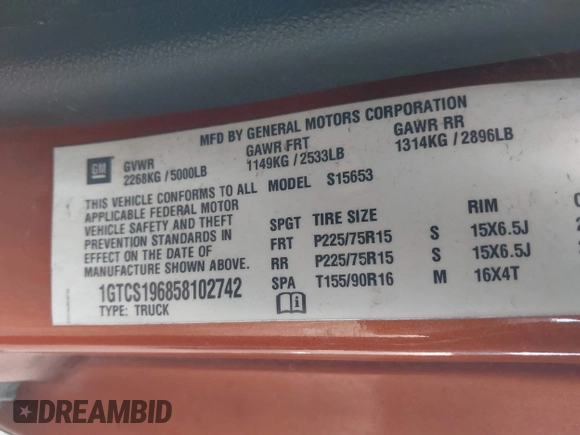 MFD BY GENERAL MOTORS CORPORATION
GM
GVWR GAWR FRT GAWR RR
2268KG / 5000LB 1149KG / 2533LB 1314KG / 2896LB
THIS VEHICLE CONFORMS TO ALL
APPLICABLE FEDERAL MOTOR
VEHICLE SAFETY AND THEFT
PREVENTION STANDARDS IN
EFFECT ON THE DATE OF
MANUFACTURE SHOWN ABOVE.
1GTCS196858102742
TYPE: TRUCK
MODEL S15653
SPGT TIRE SIZE RIM
FRT P225/75R15 S 15X6.5J
RR P225/75R15 S 15X6.5J
SPA T155/90R16 M 16X4T
DREAMBID